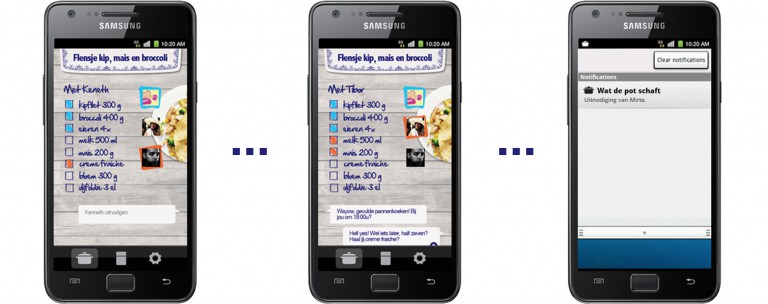 SAMSUNG
10:20 AM
Flensje kip, mais en broccoli
Met Keneth
kipfilet 300 g
broccoli 400 g
eieren 4x
melk 500 ml
mais 200 g
creme fraiche
bloem 300 g
olijfolie 3 el
Kenneth uitnodigen...
SAMSUNG
10:20 AM
Flensje kip, mais en broccoli
Met Tibor
kipfilet 300 g
broccoli 400 g
eieren 4x
melk 500 ml
mais 200 g
creme fraiche
bloem 300 g
olijfolie 3 el
Wayow, gevulde pannenkoeken! Bij
jou om 18:00u?
Hell yes! Wel iets later, half zeven?
Haal jij creme fraiche?
SAMSUNG
10:20 AM
Clear notifications
Notifications
Wat de pot schaft
Uitnodiging van Mirte.